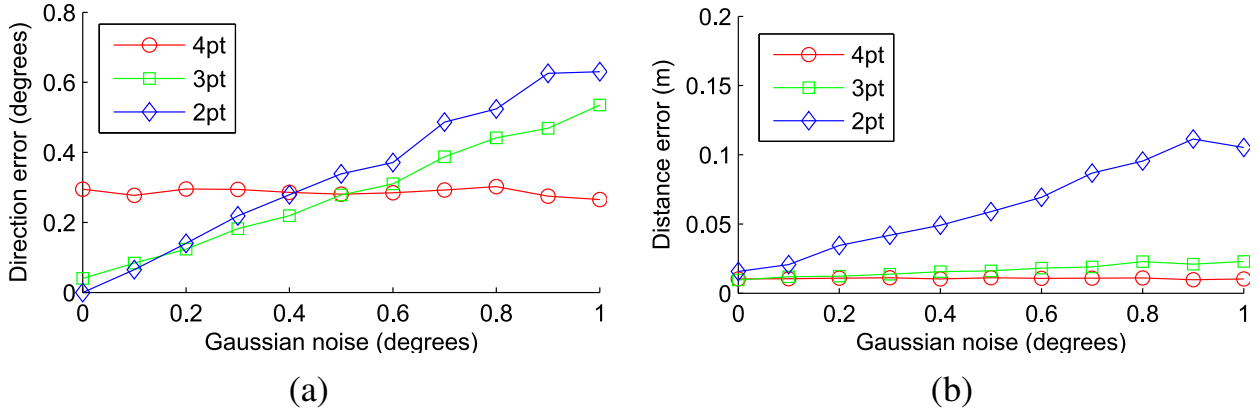 Direction error (degrees)
0.8
0.6
0.4
0.2
0
4pt
3pt
2pt
0 0.2 0.4 0.6 0.8 1
Gaussian noise (degrees)
(a)
Distance error (m)
0.2
0.15
0.1
0.05
0
4pt
3pt
2pt
0 0.2 0.4 0.6 0.8 1
Gaussian noise (degrees)
(b)